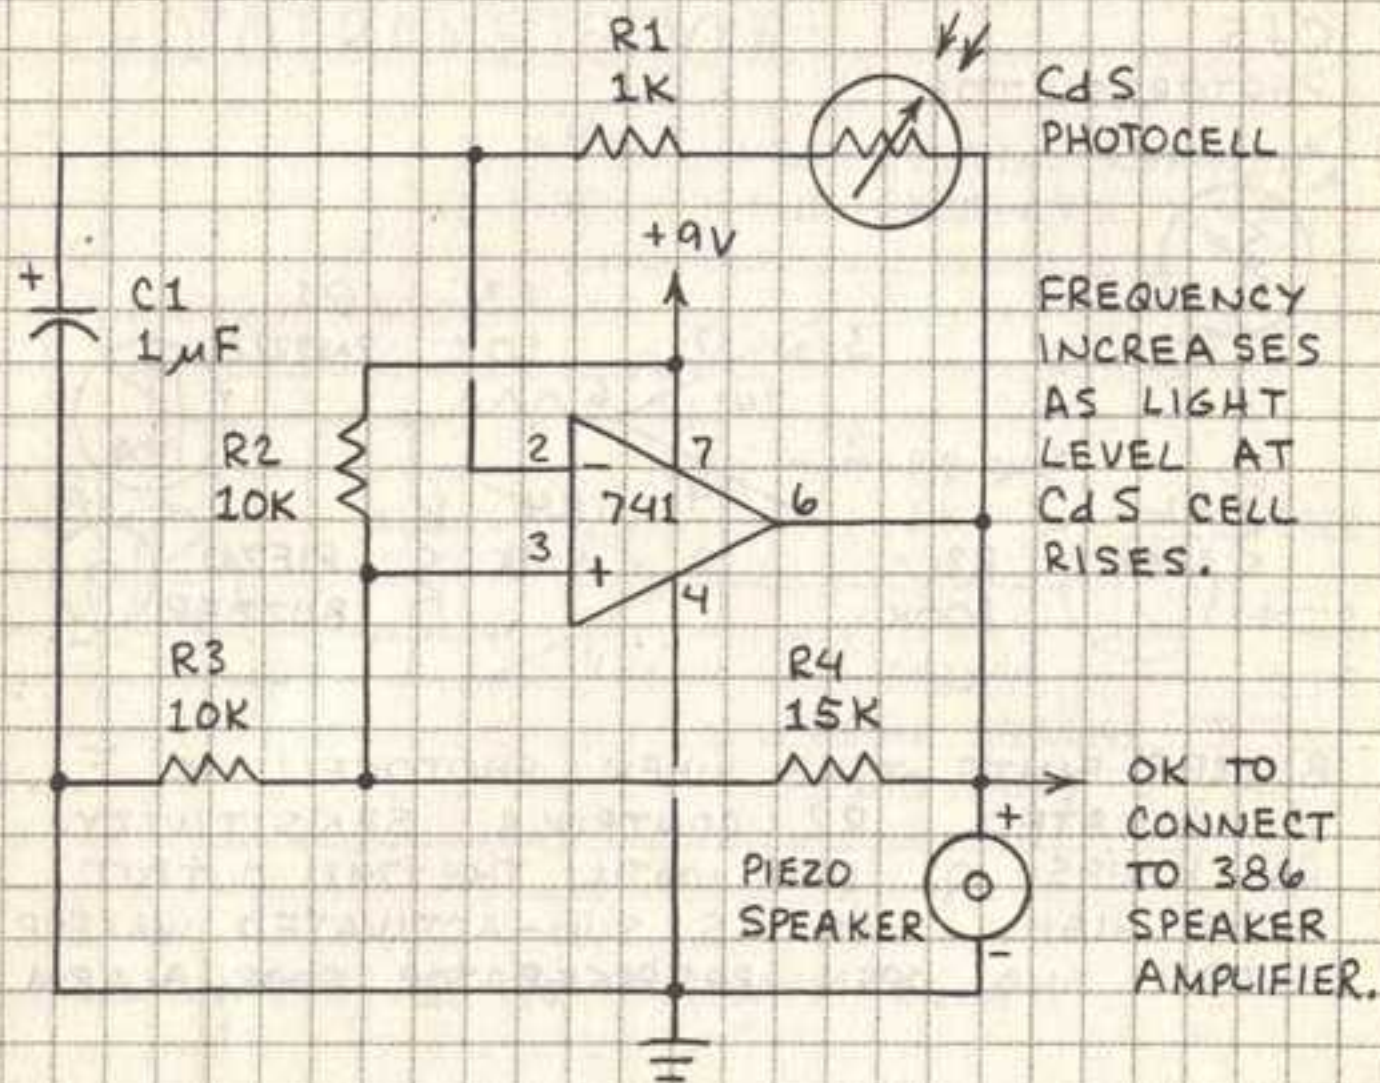 R1
1K
CdS
PHOTOCELL
+9V
+
C1
1µF
FREQUENCY
INCREASES
AS LIGHT
LEVEL AT
CdS CELL
RISES.
R2
10K
2
-
7
741
6
3
+
4
R3
10K
R4
15K
+
PIEZO
SPEAKER
-
OK TO
CONNECT
TO 386
SPEAKER
AMPLIFIER.